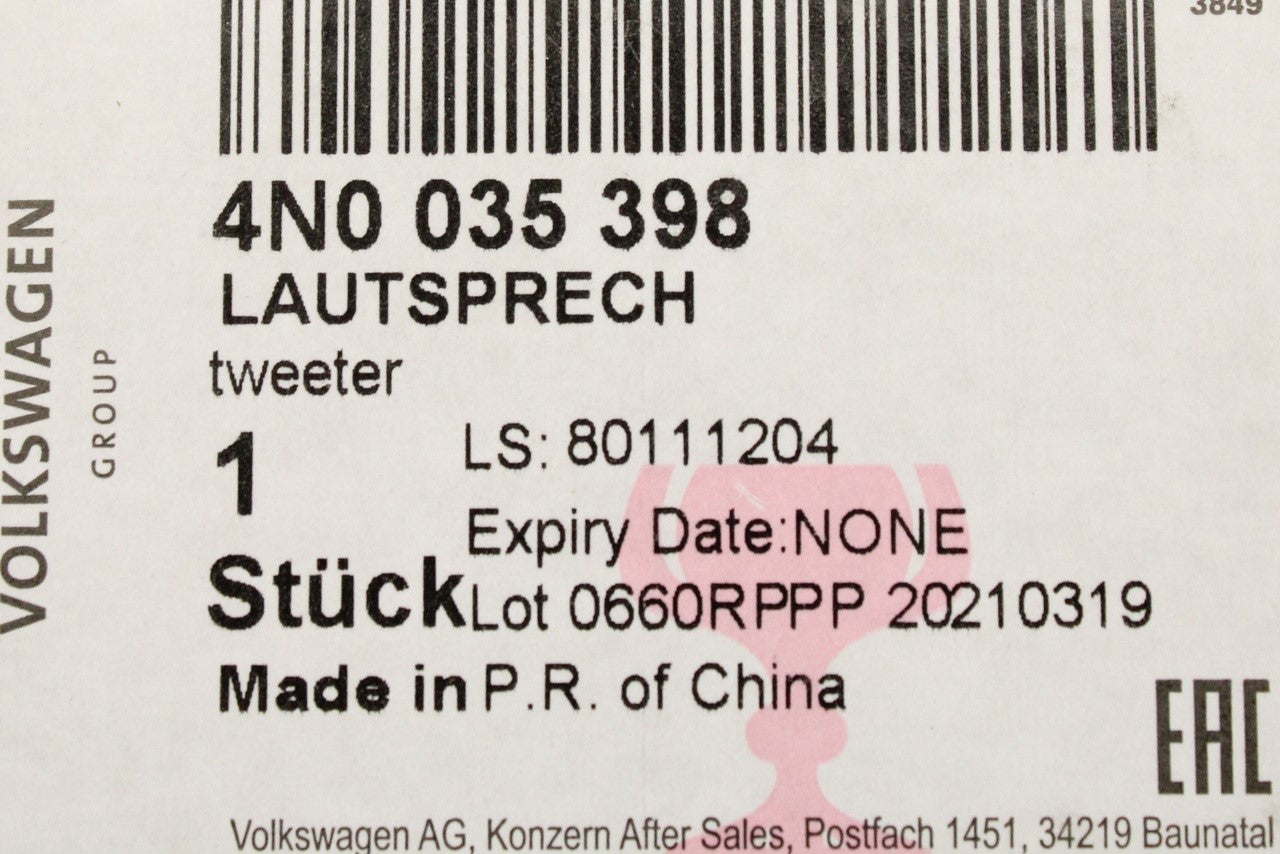 3849
4N0 035 398
LAUTSPRECH
tweeter
1
LS: 80111204
Expiry Date:NONE
Stück
Lot 0660RPPP 20210319
Made in P.R. of China
EAC
Volkswagen AG, Konzern After Sales, Postfach 1451, 34219 Baunatal
VOLKSWAGEN
GROUP